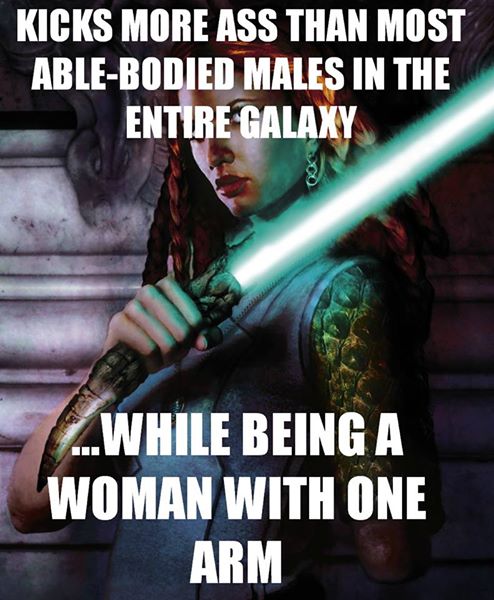 KICKS MORE ASS THAN MOST
ABLE-BODIED MALES IN THE
ENTIRE GALAXY
...WHILE BEING A
WOMAN WITH ONE
ARM